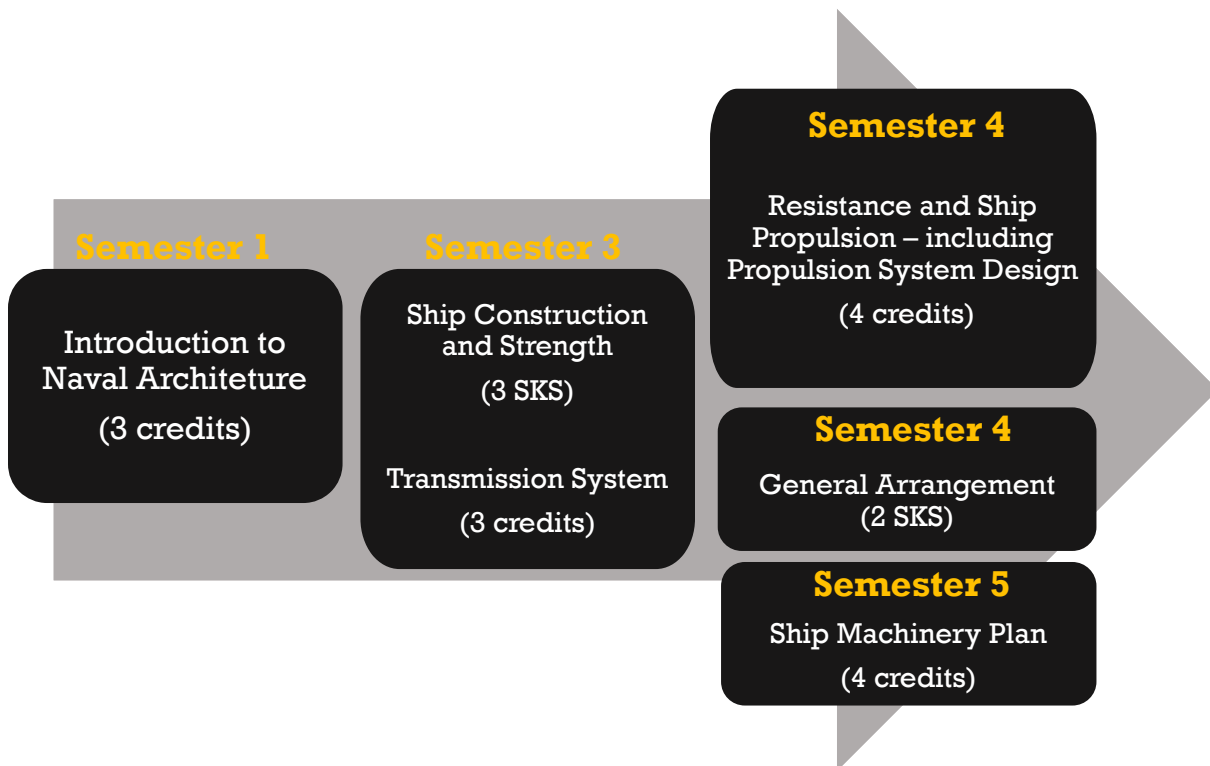 Semester 1
Introduction to
Naval Architeture
(3 credits)
Semester 3
Ship Construction
and Strength
(3 SKS)
Transmission System
(3 credits)
Semester 4
Resistance and Ship
Propulsion – including
Propulsion System Design
(4 credits)
Semester 4
General Arrangement
(2 SKS)
Semester 5
Ship Machinery Plan
(4 credits)